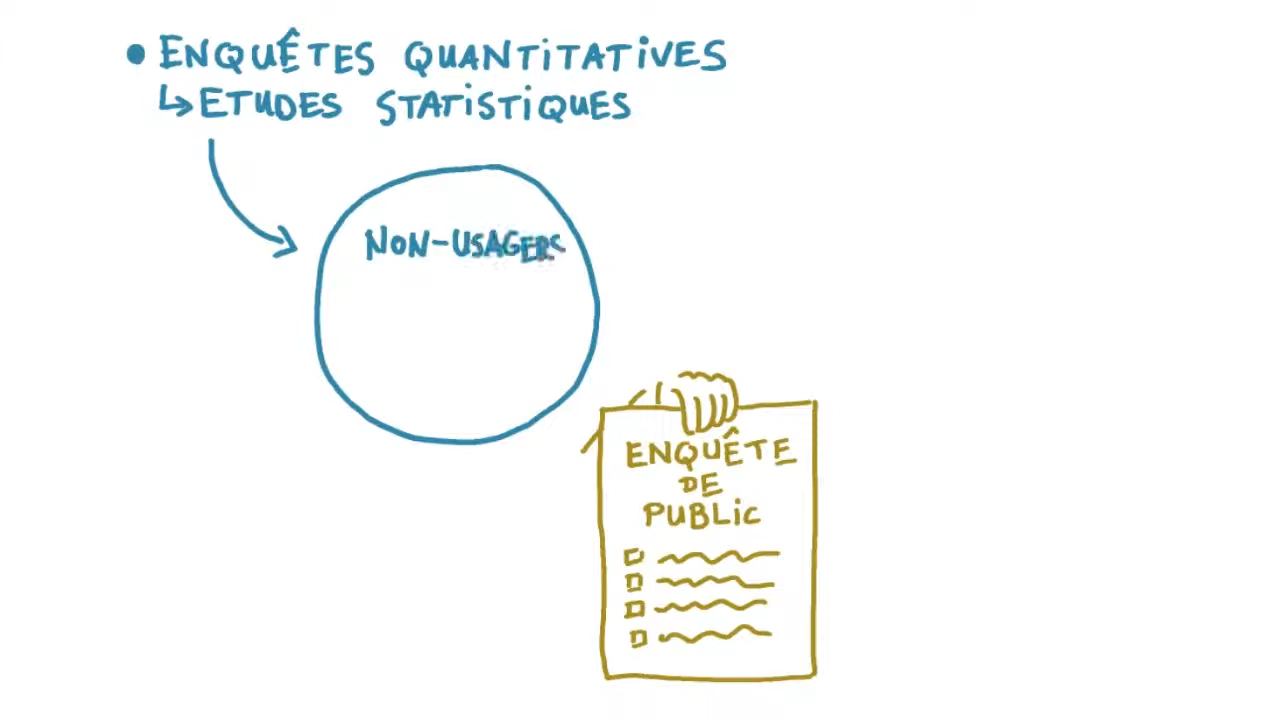 • ENQUÊTES QUANTITATIVES
↳ ETUDES STATISTIQUES
NON-USAGERS
ENQUÊTE
DE
PUBLIC